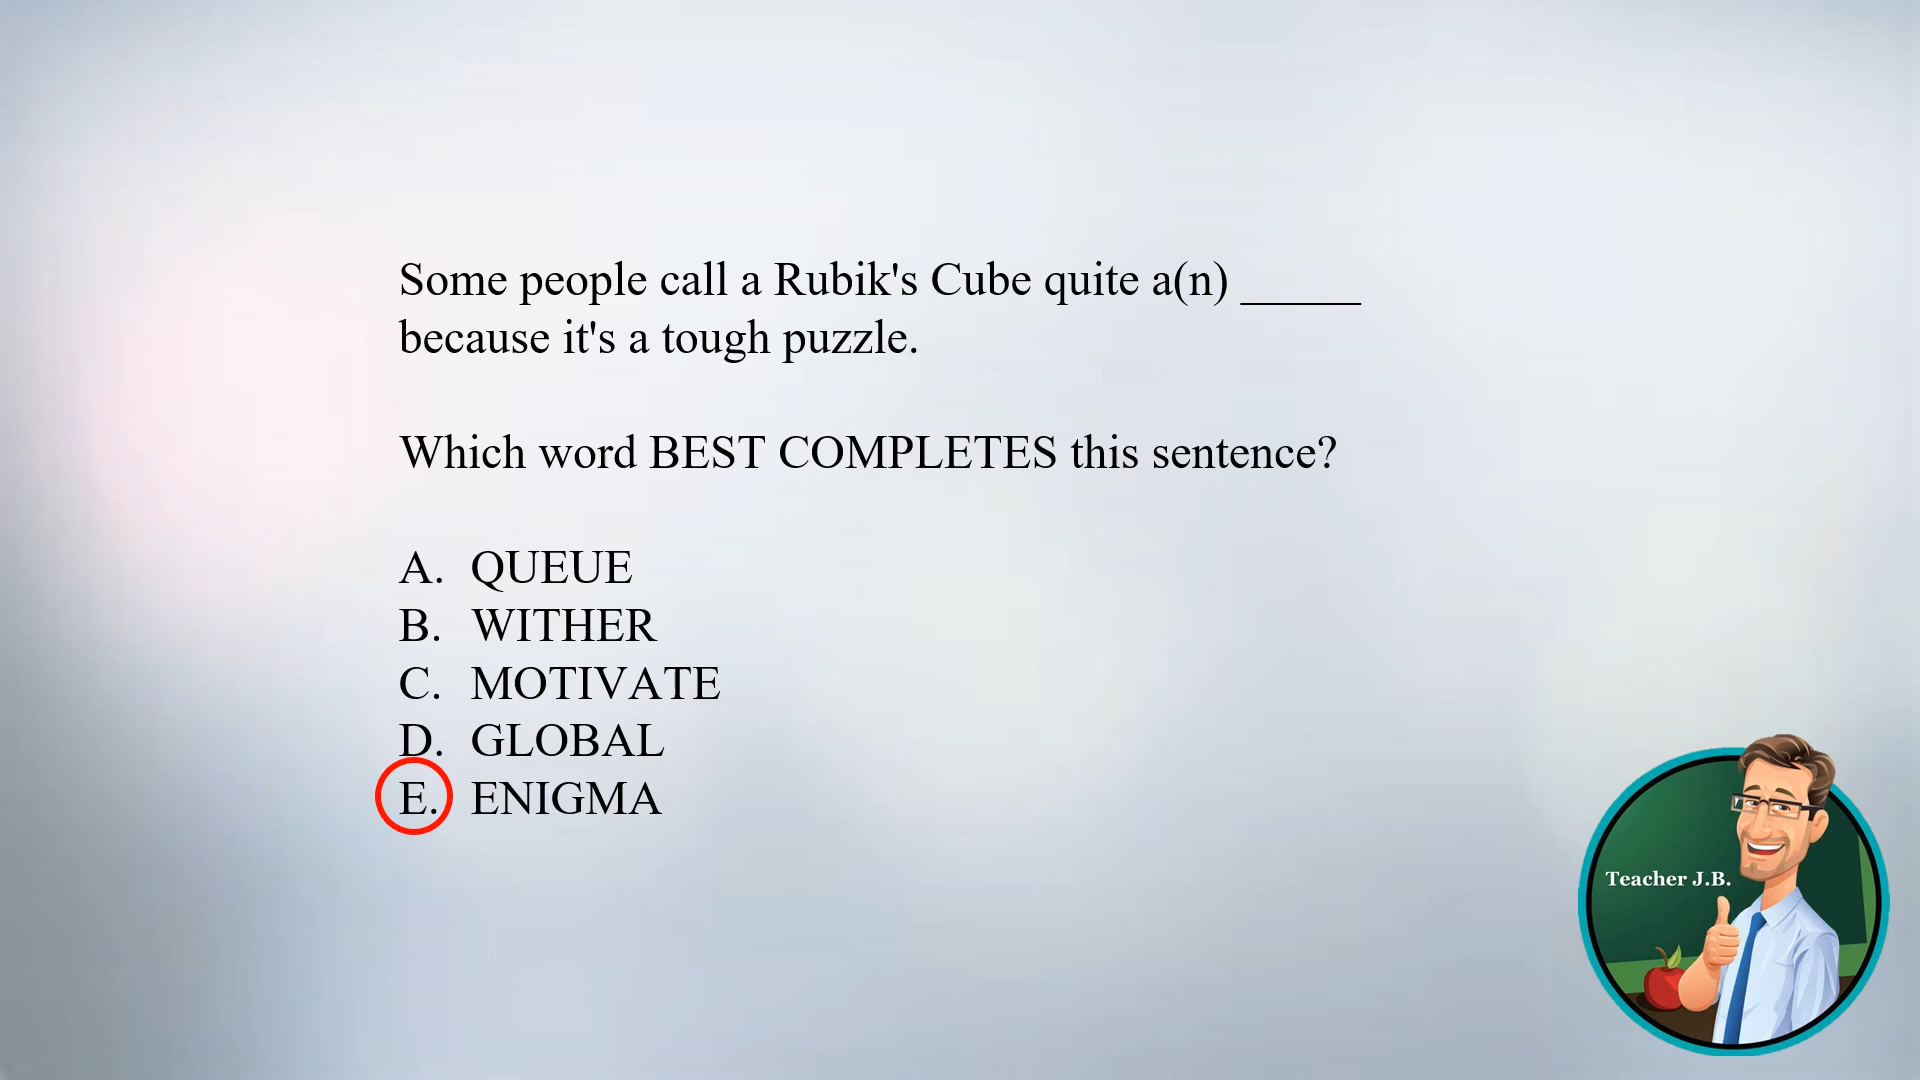 Some people call a Rubik's Cube quite a(n) _____
because it's a tough puzzle.
Which word BEST COMPLETES this sentence?
A. QUEUE
B. WITHER
C. MOTIVATE
D. GLOBAL
E. ENIGMA
Teacher J.B.